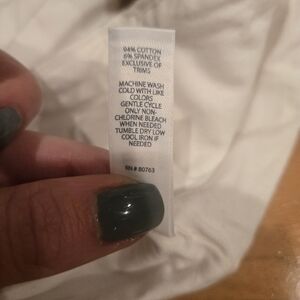 94% COTTON
6% SPANDEX
EXCLUSIVE OF
TRIMS
MACHINE WASH
COLD WITH LIKE
COLORS
GENTLE CYCLE
ONLY NON-
CHLORINE BLEACH
WHEN NEEDED
TUMBLE DRY LOW
COOL IRON IF
NEEDED
RN # 80763